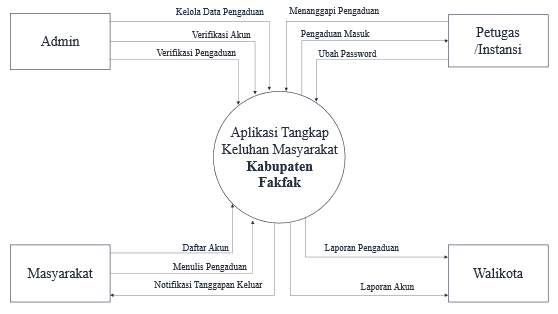 Kelola Data Pengaduan
Verifikasi Akun
Verifikasi Pengaduan
Admin
Menanggapi Pengaduan
Pengaduan Masuk
Ubah Password
Petugas
/Instansi
Aplikasi Tangkap
Keluhan Masyarakat
Kabupaten
Fakfak
Masyarakat
Daftar Akun
Menulis Pengaduan
Notifikasi Tanggapan Keluar
Laporan Pengaduan
Laporan Akun
Walikota